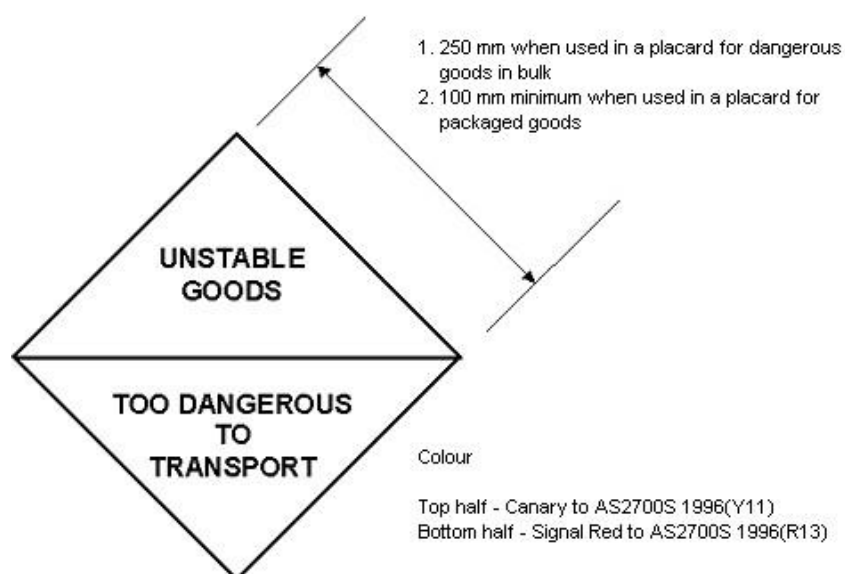 1. 250 mm when used in a placard for dangerous
goods in bulk
2. 100 mm minimum when used in a placard for
packaged goods
UNSTABLE
GOODS
TOO DANGEROUS
TO
TRANSPORT
Colour
Top half - Canary to AS2700S 1996(Y11)
Bottom half - Signal Red to AS2700S 1996(R13)